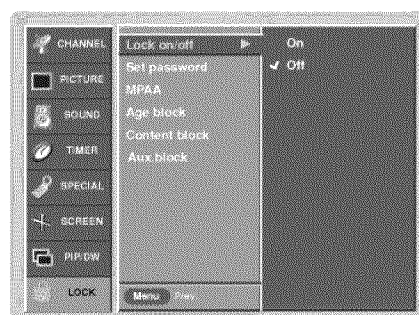 CHANNEL
PICTURE
SOUND
TIMER
SPECIAL
SCREEN
PIP/DW
LOCK
Lock on/off
Set password
MPAA
Age block
Content block
Aux block
Menu Prev.
On
Off